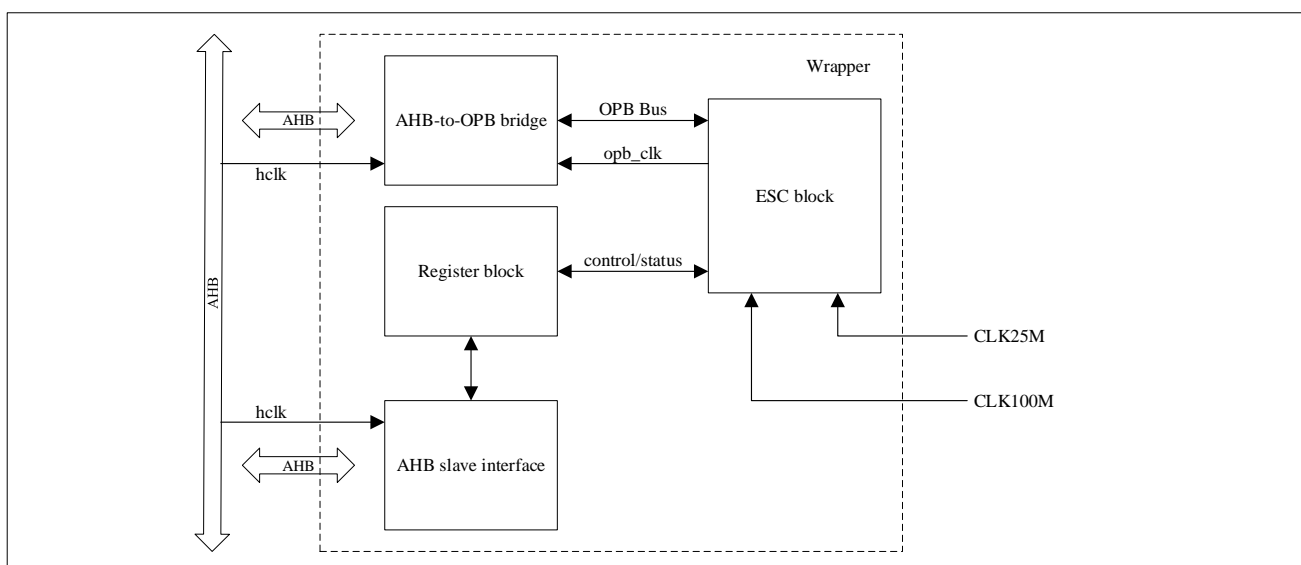 Wrapper
AHB-to-OPB bridge
AHB
OPB Bus
hclk
opb_clk
ESC block
Register block
control/status
AHB
CLK25M
CLK100M
hclk
AHB slave interface
AHB